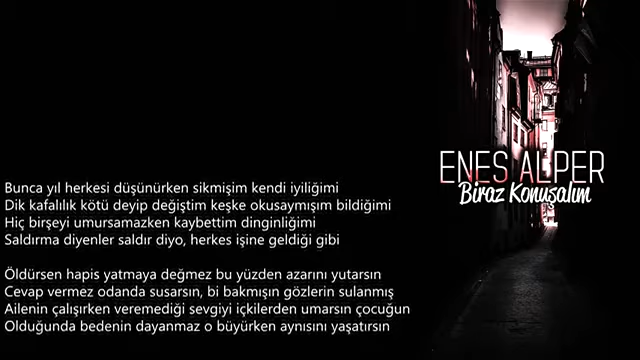 Bunca yıl herkesi düşünürken sikmişim kendi iyiliğimi
Dik kafalılık kötü deyip değiştim keşke okusaymışım bildiğimi
Hiç birşeyi umursamazken kaybettim dinginliğimi
Saldırma diyenler saldır diyo, herkes işine geldiği gibi
Öldürsen hapis yatmaya değmez bu yüzden azarını yutarsın
Cevap vermez odanda susarsın, bi bakmışın gözlerin sulanmış
Ailenin çalışırken veremediği sevgiyi içkilerden umarsın çocuğun
Olduğunda bedenin dayanmaz o büyürken aynısını yaşatırsın
ENES ALPER
Biraz Konuşalım